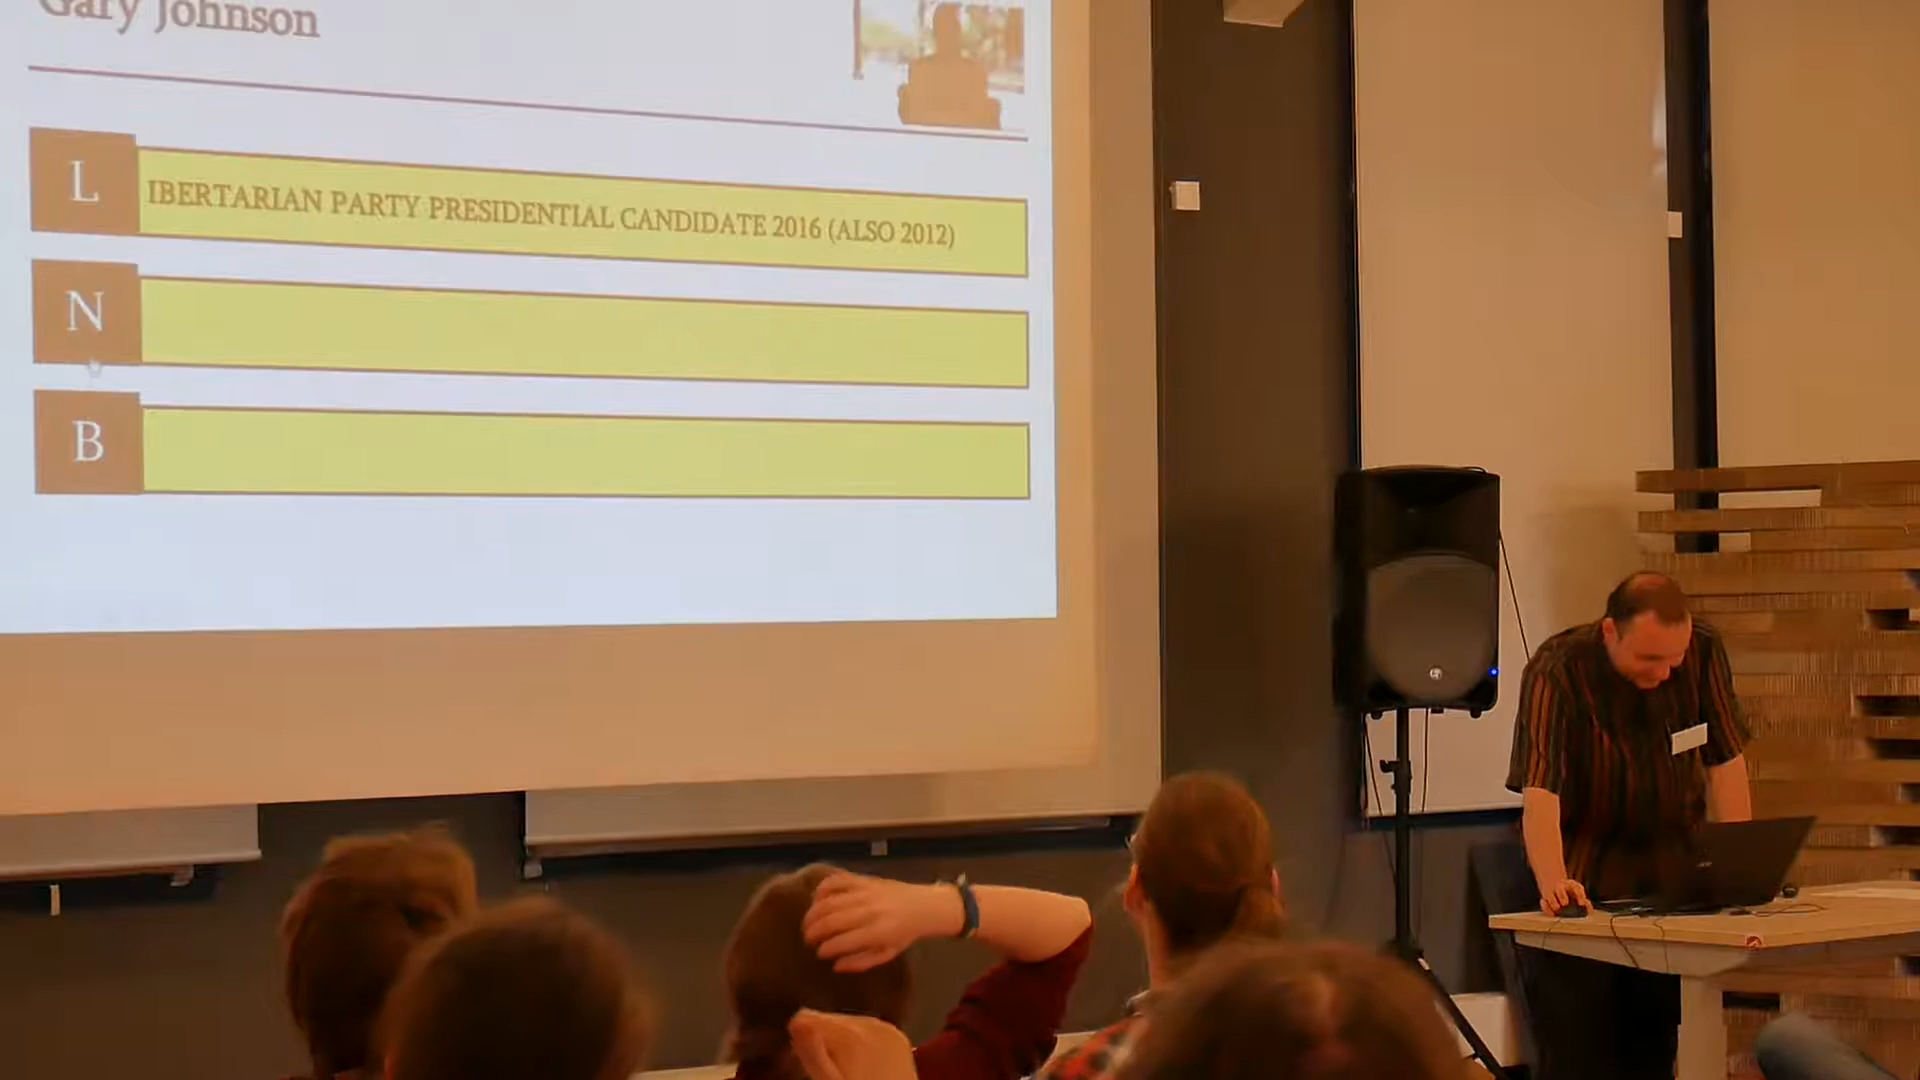 Gary Johnson
L IBERTARIAN PARTY PRESIDENTIAL CANDIDATE 2016 (ALSO 2012)
N
B